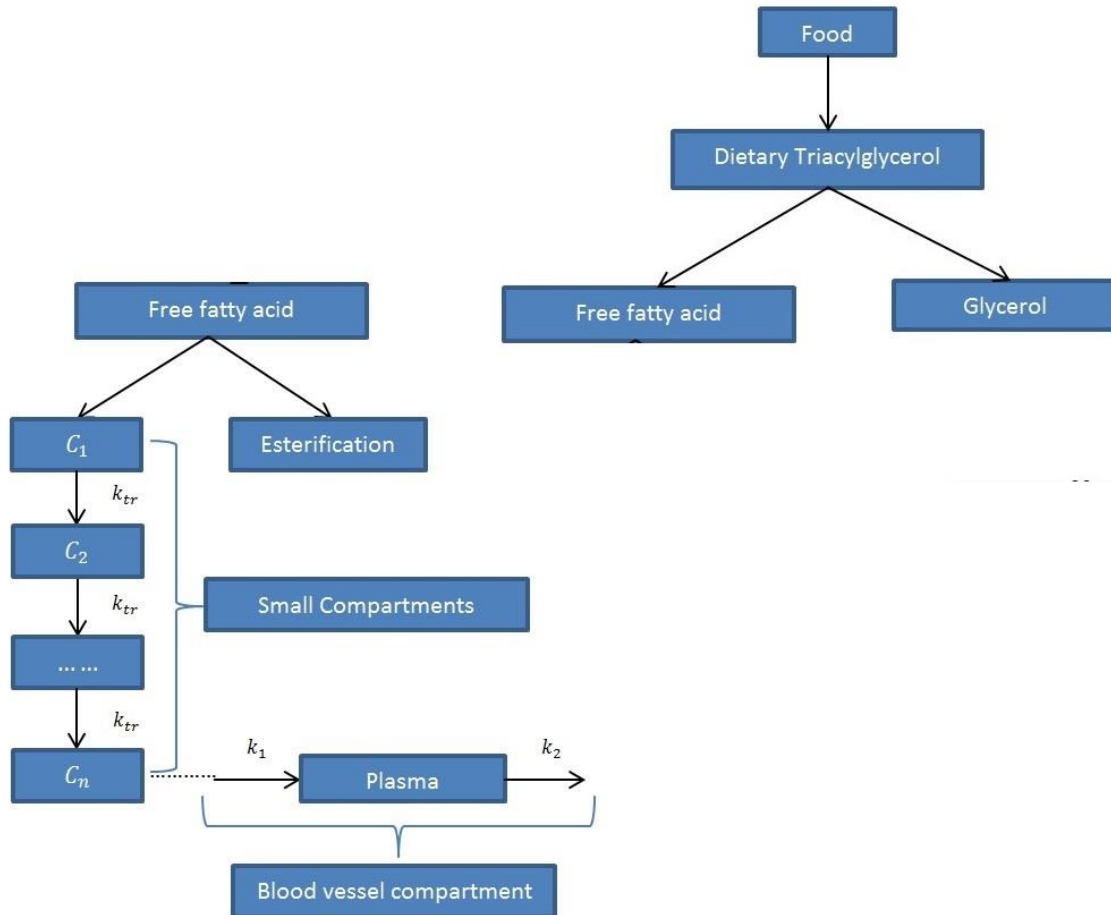 Food
Dietary Triacylglycerol
Free fatty acid
Glycerol
Free fatty acid
C₁
Esterification
kₜᵣ
C₂
kₜᵣ
Small Compartments
... ...
kₜᵣ
Cₙ
k₁
Plasma
k₂
Blood vessel compartment